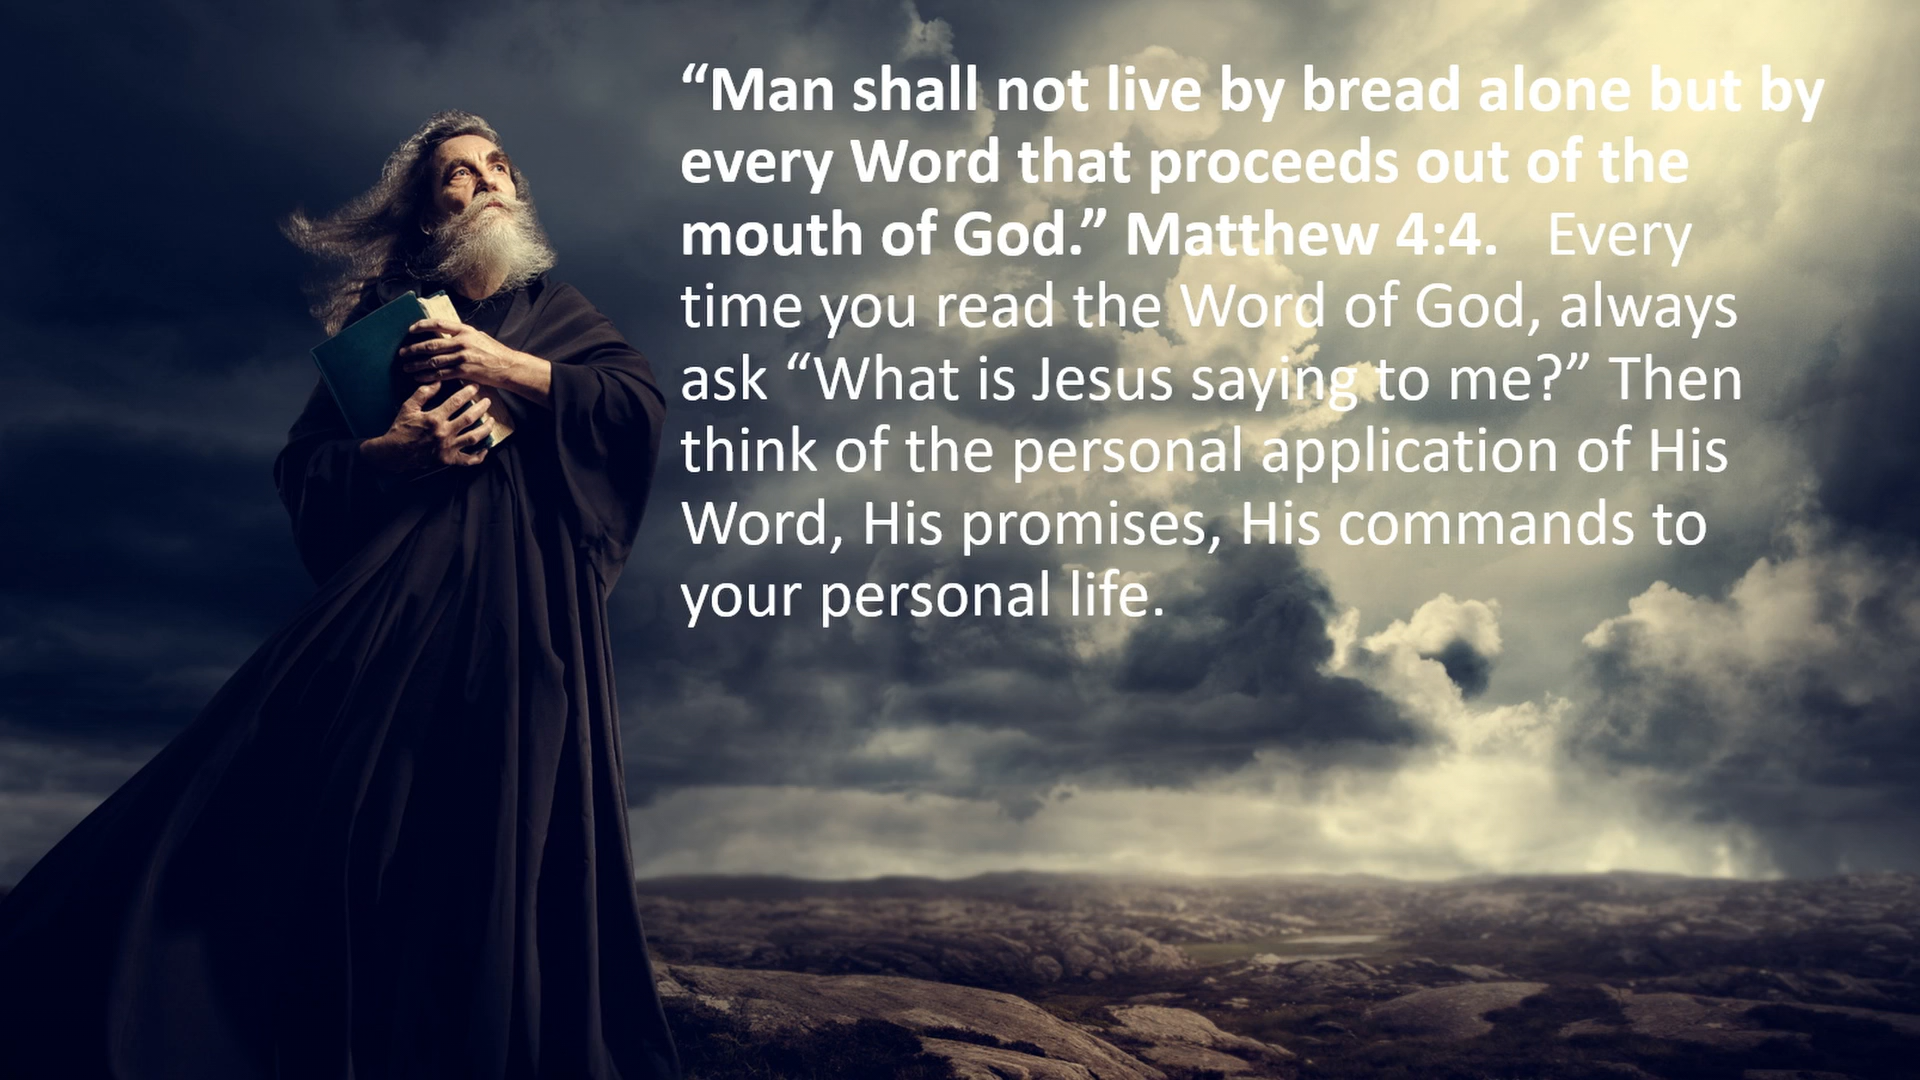 “Man shall not live by bread alone but by
every Word that proceeds out of the
mouth of God.” Matthew 4:4.   Every
time you read the Word of God, always
ask “What is Jesus saying to me?” Then
think of the personal application of His
Word, His promises, His commands to
your personal life.